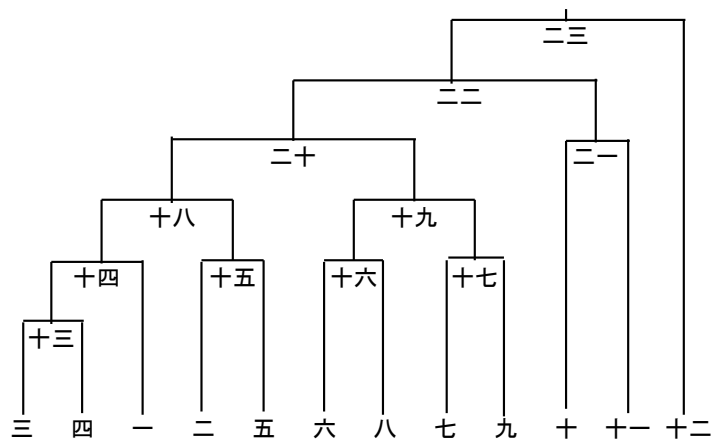 二三
二二
二十 二一
十八 十九
十四 十五 十六 十七
十三
三 四 一 二 五 六 八 七 九 十 十一 十二